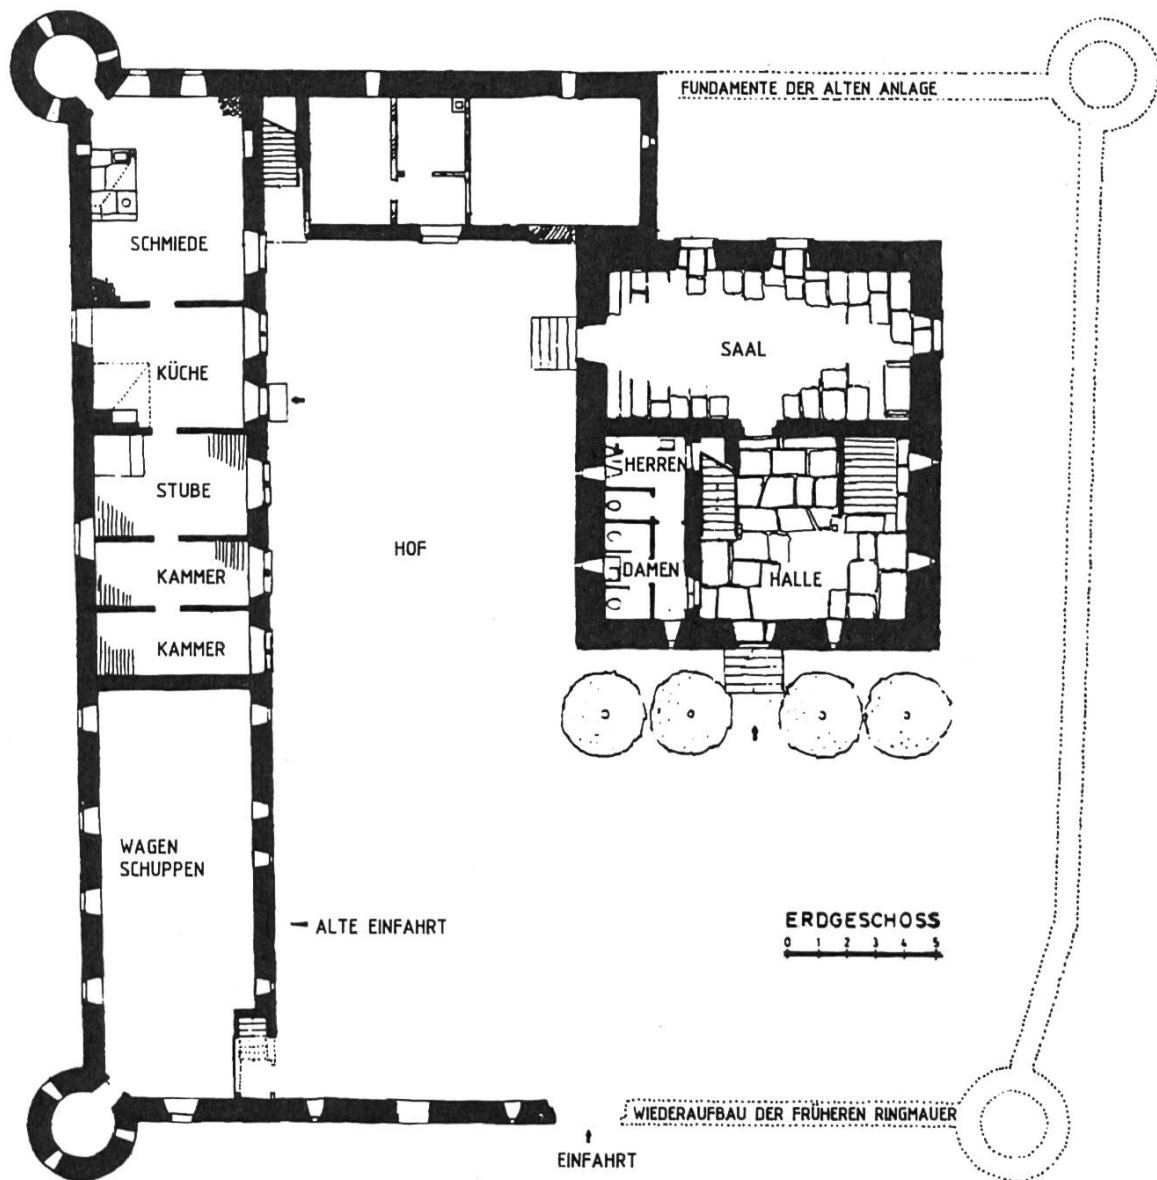 FUNDAMENTE DER ALTEN ANLAGE
SCHMIEDE
KÜCHE
SAAL
STUBE
HERREN
HOF
KAMMER
DAMEN
HALLE
KAMMER
WAGEN
SCHUPPEN
ALTE EINFAHRT
ERDGESCHOSS
0 1 2 3 4 5
WIEDERAUFBAU DER FRÜHEREN RINGMAUER
EINFAHRT